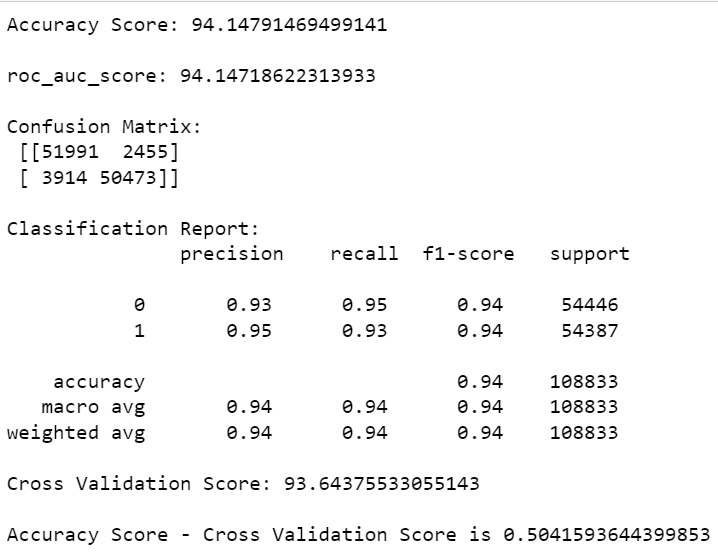 Accuracy Score: 94.14791469499141
roc_auc_score: 94.14718622313933
Confusion Matrix:
[[51991 2455]
[ 3914 50473]]
Classification Report:
precision recall f1-score support
0 0.93 0.95 0.94 54446
1 0.95 0.93 0.94 54387
accuracy 0.94 108833
macro avg 0.94 0.94 0.94 108833
weighted avg 0.94 0.94 0.94 108833
Cross Validation Score: 93.64375533055143
Accuracy Score - Cross Validation Score is 0.5041593644399853